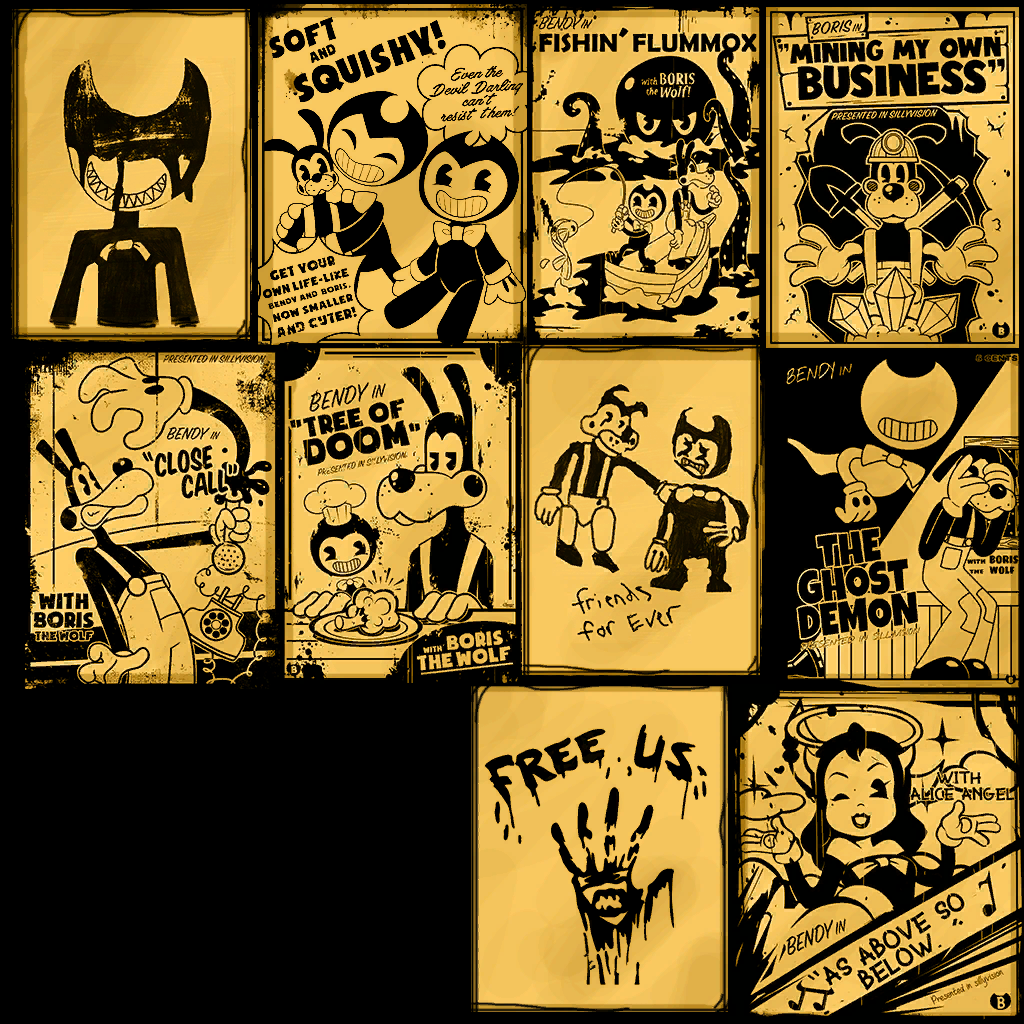 SOFT
AND
SQUISHY!
Even the
Devil Darling
can't
resist them!
GET YOUR
OWN LIFE-LIKE
BENDY AND BORIS.
NOW SMALLER
AND CUTER!
BENDY IN
"FISHIN' FLUMMOX
with BORIS
the Wolf!
BORIS IN
"MINING MY OWN
BUSINESS"
PRESENTED IN SILLYVISION
B
PRESENTED IN SILLYVISION
BENDY IN
"CLOSE
CALL"
WITH
BORIS
THE WOLF
BENDY IN
"TREE OF
DOOM"
PRESENTED IN SILLYVISION
WITH BORIS
THE WOLF
B
friends
for Ever
5 CENTS
BENDY IN
THE
GHOST
DEMON
PRESENTED IN SILLYVISION
WITH BORIS
THE WOLF
FREE US
WITH
ALICE ANGEL
BENDY IN
"AS ABOVE SO
BELOW"
Presented in sillyvision
B